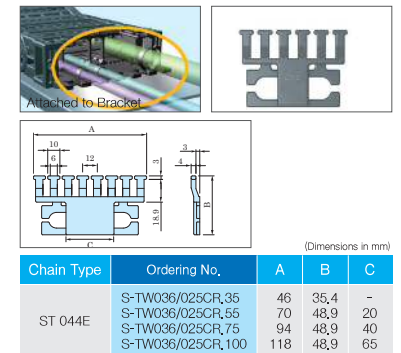 Attached to Bracket
A
10
6
12
3
3
4
B
18.9
C
(Dimensions in mm)
Chain Type Ordering No. A B C
ST 044E
S-TW036/025CR.35 46 35.4 -
S-TW036/025CR.55 70 48.9 20
S-TW036/025CR.75 94 48.9 40
S-TW036/025CR.100 118 48.9 65